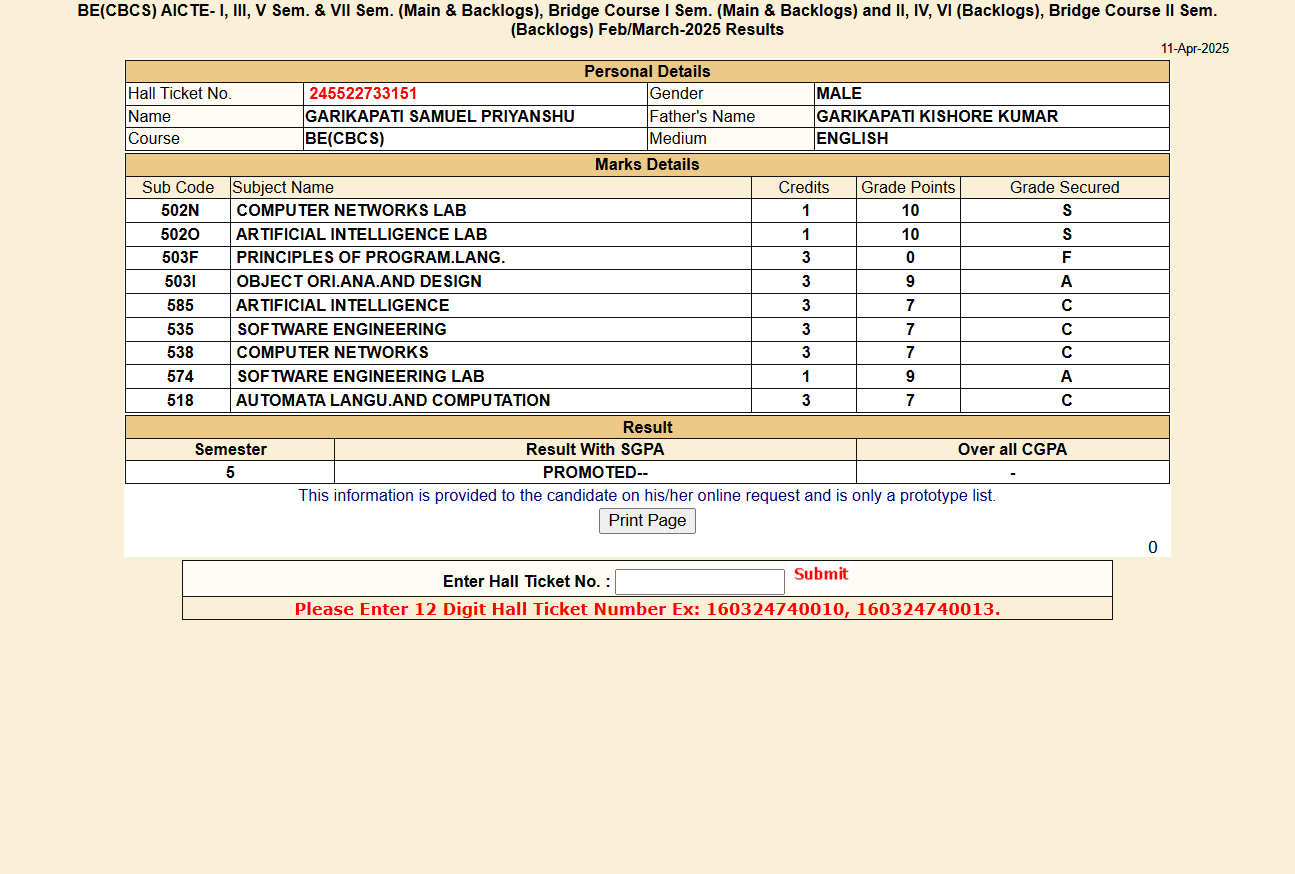 BE(CBCS) AICTE- I, III, V Sem. & VII Sem. (Main & Backlogs), Bridge Course I Sem. (Main & Backlogs) and II, IV, VI (Backlogs), Bridge Course II Sem.
(Backlogs) Feb/March-2025 Results
11-Apr-2025
Personal Details
Hall Ticket No. 245522733151 Gender MALE
Name GARIKAPATI SAMUEL PRIYANSHU Father's Name GARIKAPATI KISHORE KUMAR
Course BE(CBCS) Medium ENGLISH
Marks Details
Sub Code Subject Name Credits Grade Points Grade Secured
502N COMPUTER NETWORKS LAB 1 10 S
502O ARTIFICIAL INTELLIGENCE LAB 1 10 S
503F PRINCIPLES OF PROGRAM.LANG. 3 0 F
503I OBJECT ORI.ANA.AND DESIGN 3 9 A
585 ARTIFICIAL INTELLIGENCE 3 7 C
535 SOFTWARE ENGINEERING 3 7 C
538 COMPUTER NETWORKS 3 7 C
574 SOFTWARE ENGINEERING LAB 1 9 A
518 AUTOMATA LANGU.AND COMPUTATION 3 7 C
Result
Semester Result With SGPA Over all CGPA
5 PROMOTED-- -
This information is provided to the candidate on his/her online request and is only a prototype list.
Print Page
0
Enter Hall Ticket No. : Submit
Please Enter 12 Digit Hall Ticket Number Ex: 160324740010, 160324740013.